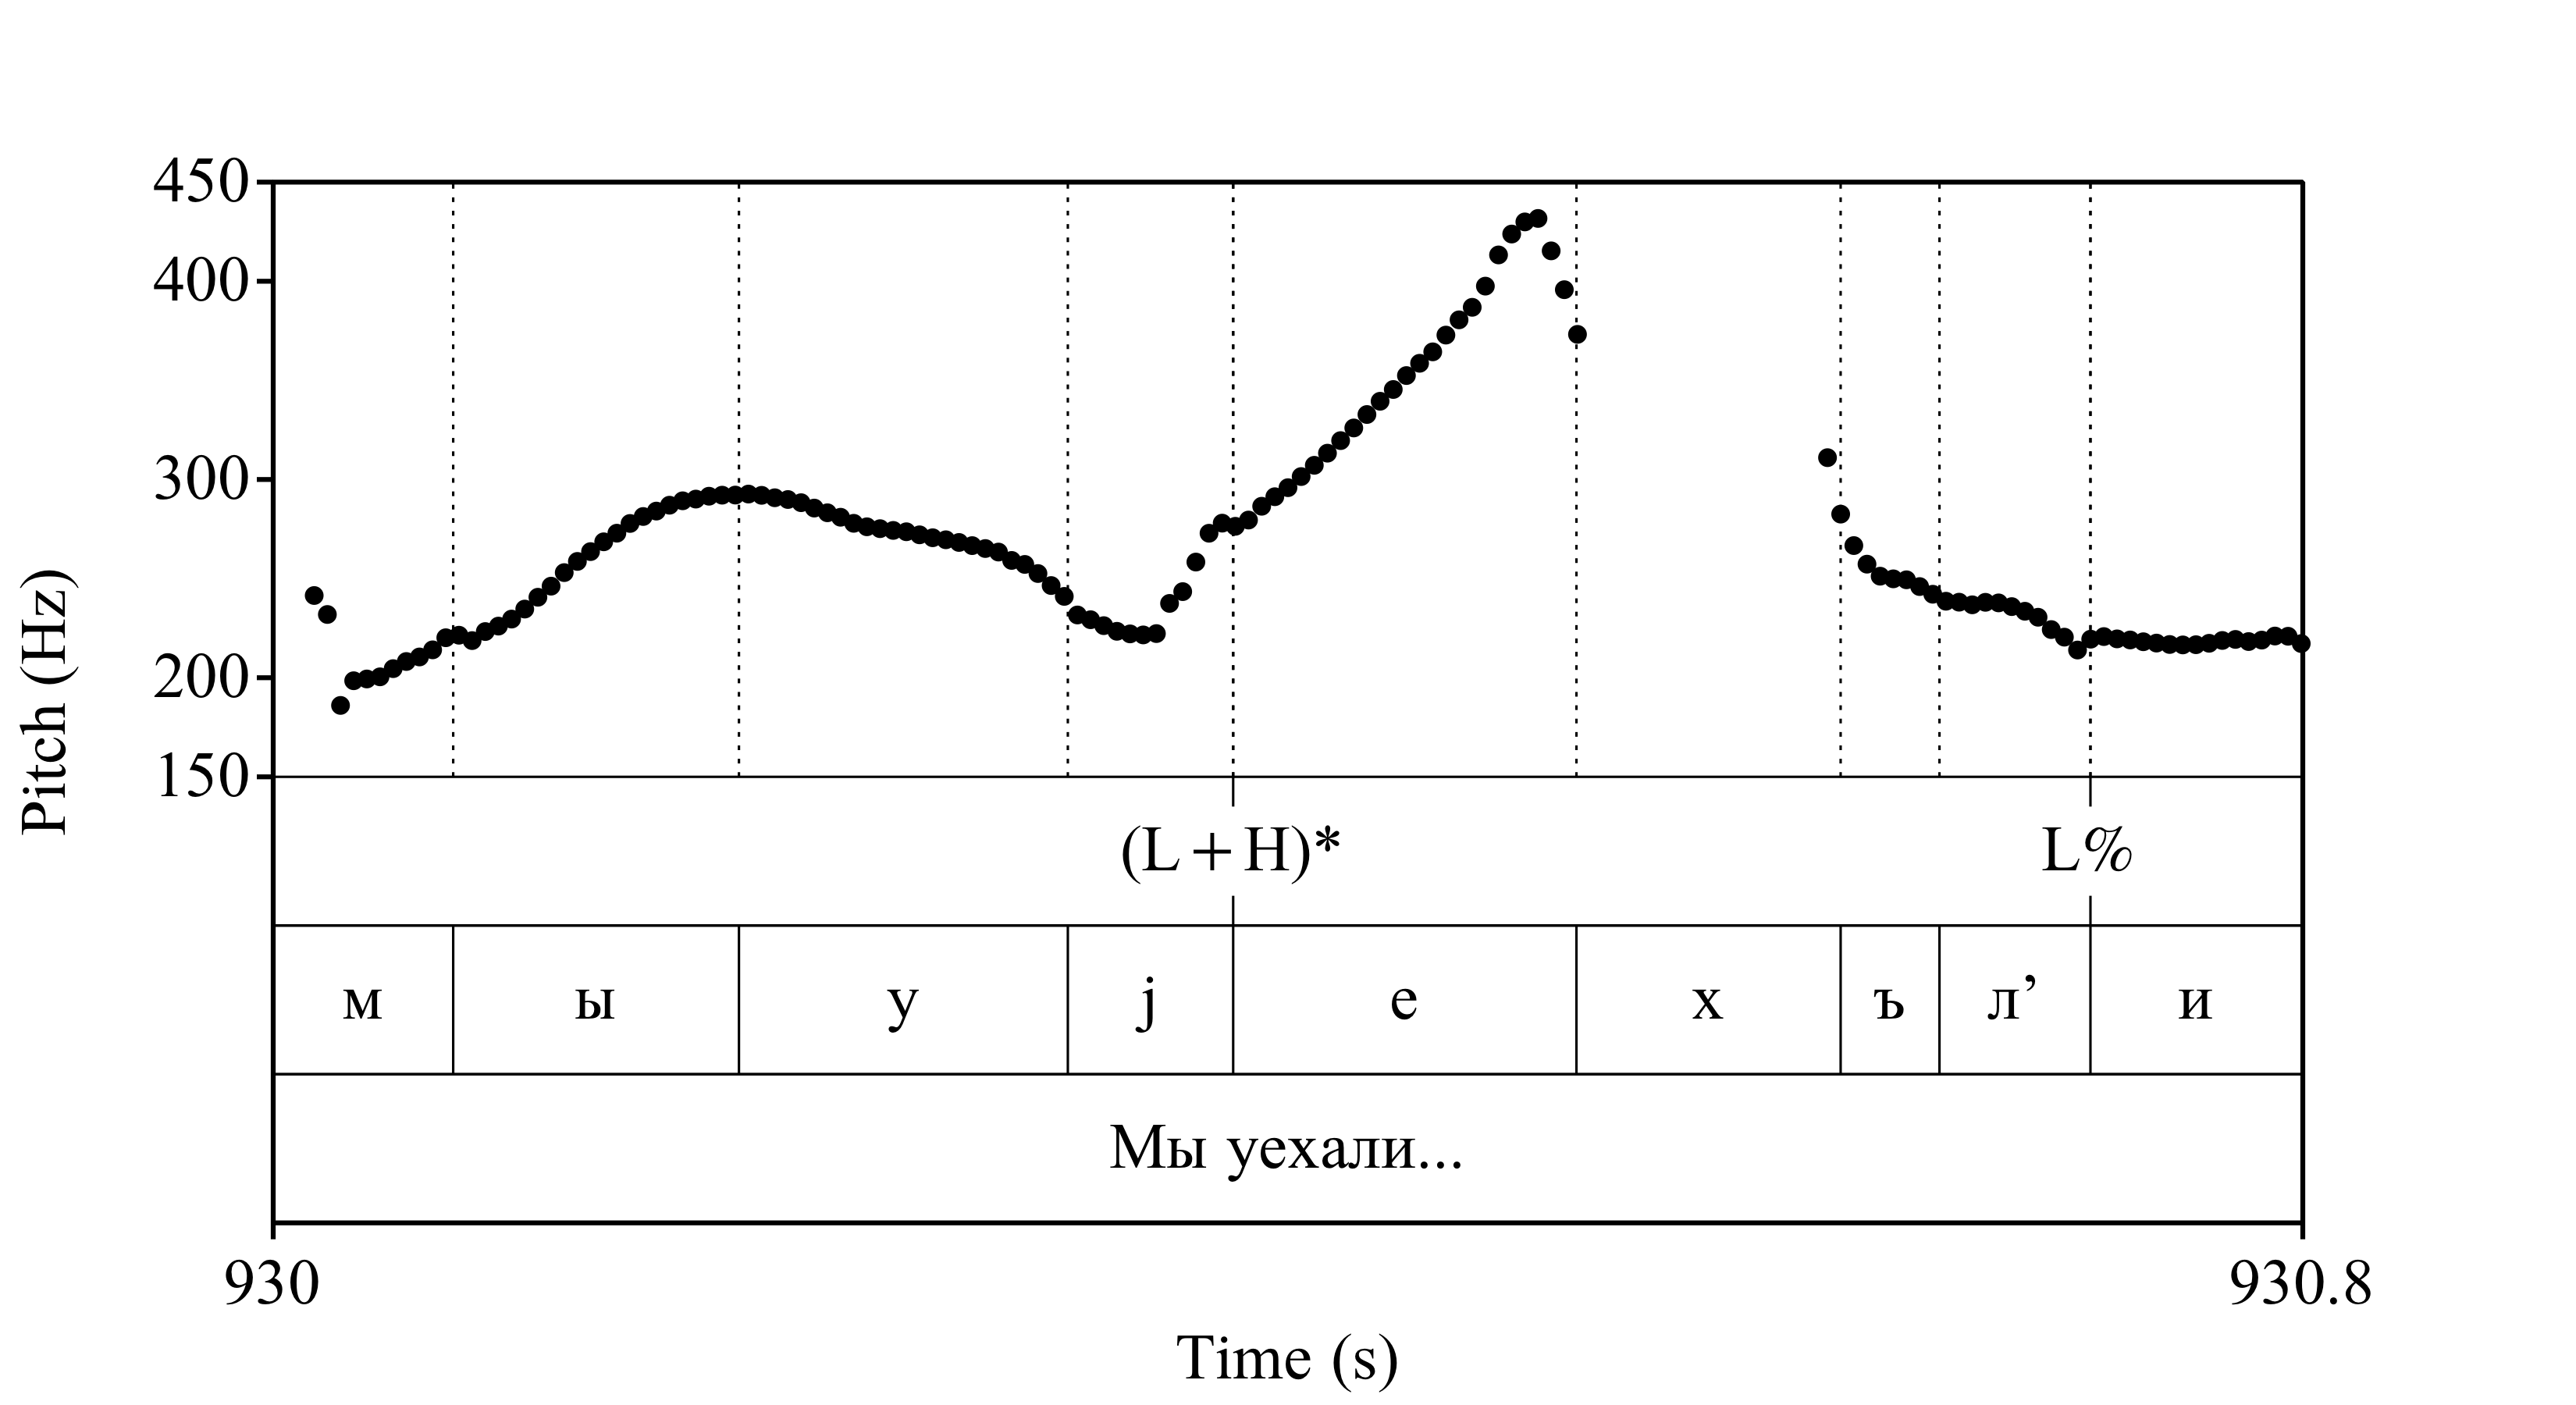 450
400
300
200
150
Pitch (Hz)
(L+H)* L%
м ы у j е х ъ л’ и
Мы уехали...
930 930.8
Time (s)